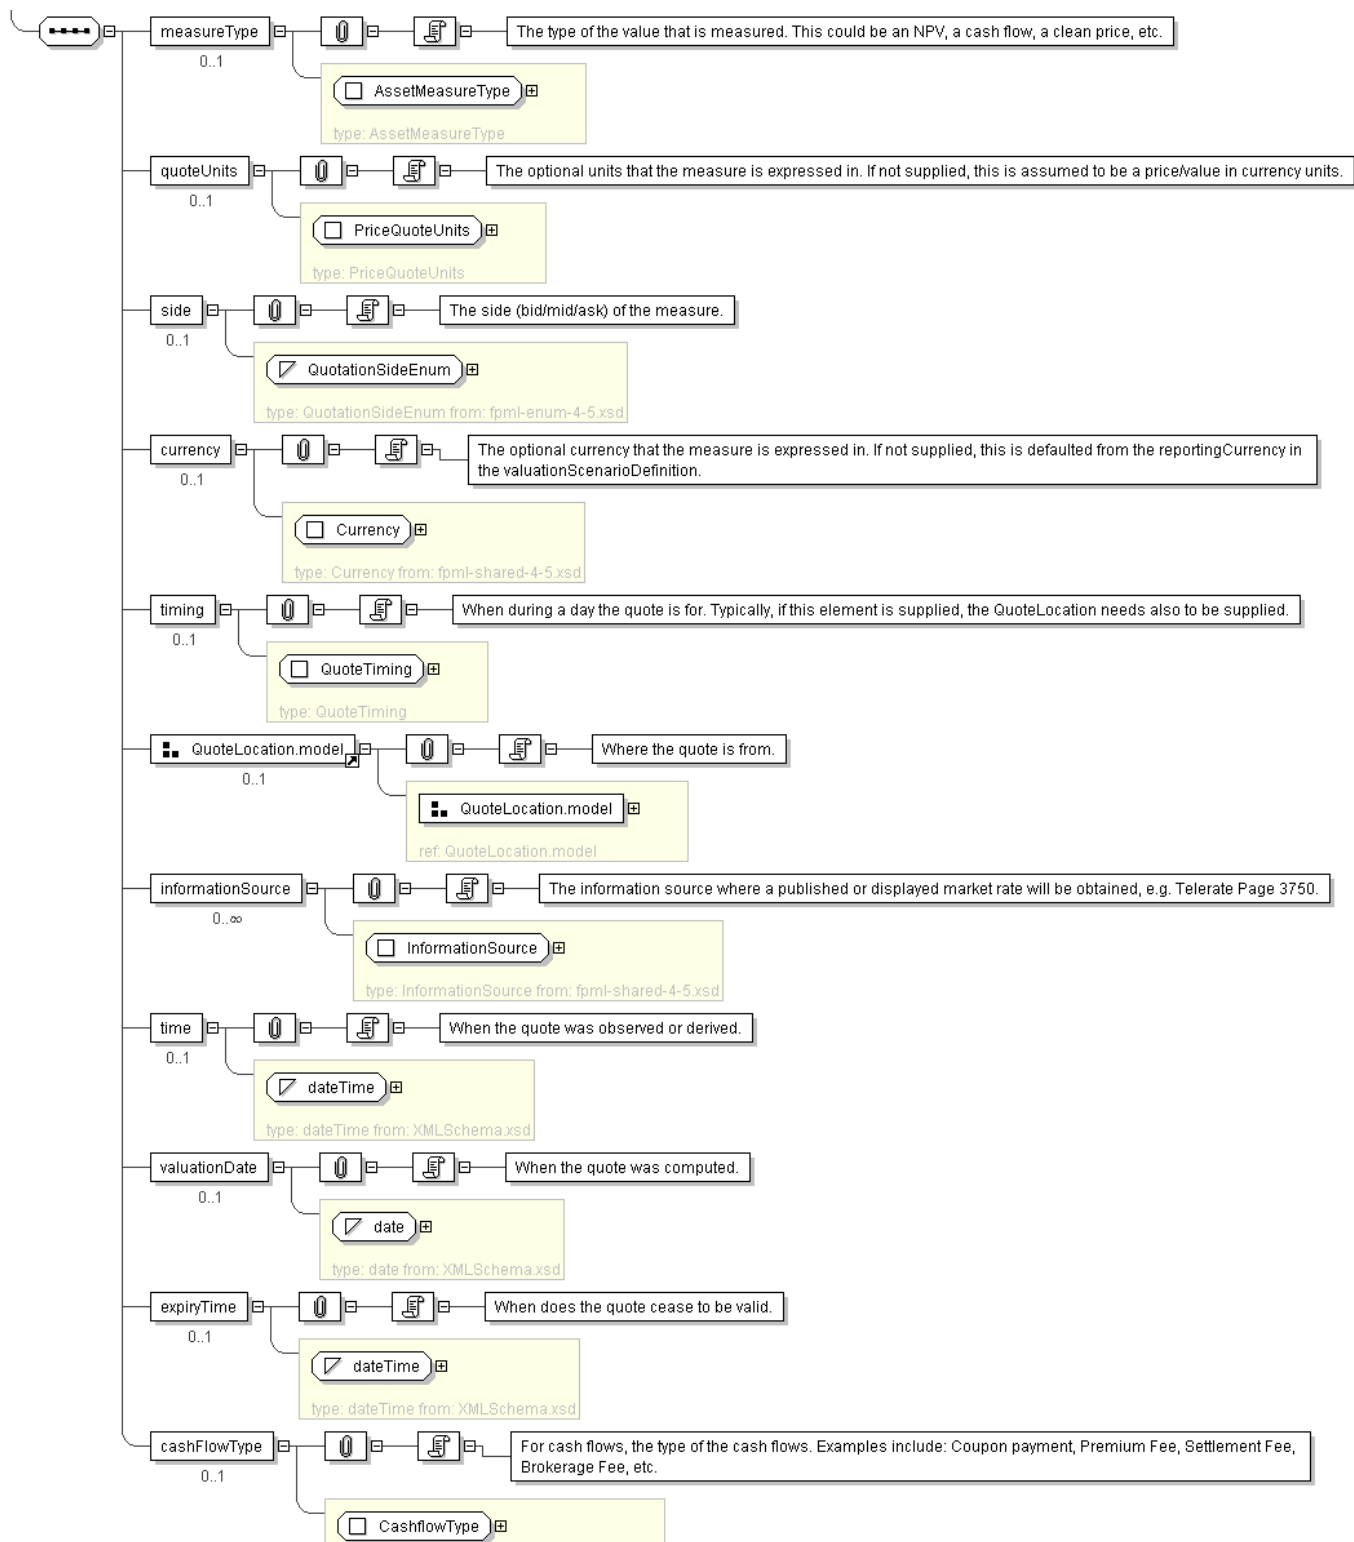 measureType
The type of the value that is measured. This could be an NPV, a cash flow, a clean price, etc.
0..1
AssetMeasureType
type: AssetMeasureType
quoteUnits
The optional units that the measure is expressed in. If not supplied, this is assumed to be a price/value in currency units.
0..1
PriceQuoteUnits
type: PriceQuoteUnits
side
The side (bid/mid/ask) of the measure.
0..1
QuotationSideEnum
type: QuotationSideEnum from: fpml-enum-4-5.xsd
currency
The optional currency that the measure is expressed in. If not supplied, this is defaulted from the reportingCurrency in
the valuationScenarioDefinition.
0..1
Currency
type: Currency from: fpml-shared-4-5.xsd
timing
When during a day the quote is for. Typically, if this element is supplied, the QuoteLocation needs also to be supplied.
0..1
QuoteTiming
type: QuoteTiming
QuoteLocation.model
Where the quote is from.
0..1
QuoteLocation.model
ref: QuoteLocation.model
informationSource
The information source where a published or displayed market rate will be obtained, e.g. Telerate Page 3750.
0..∞
InformationSource
type: InformationSource from: fpml-shared-4-5.xsd
time
When the quote was observed or derived.
0..1
dateTime
type: dateTime from: XMLSchema.xsd
valuationDate
When the quote was computed.
0..1
date
type: date from: XMLSchema.xsd
expiryTime
When does the quote cease to be valid.
0..1
dateTime
type: dateTime from: XMLSchema.xsd
cashFlowType
For cash flows, the type of the cash flows. Examples include: Coupon payment, Premium Fee, Settlement Fee,
Brokerage Fee, etc.
0..1
CashflowType